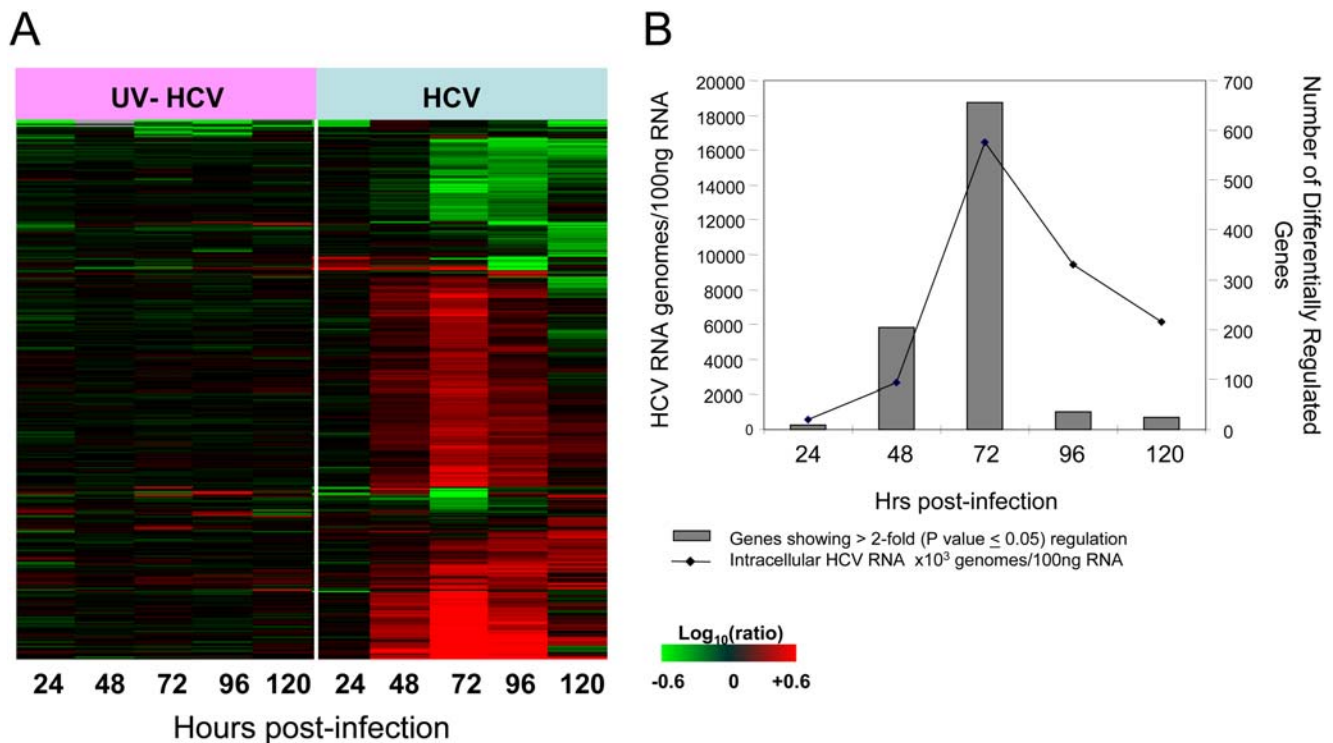 A
UV- HCV
HCV
24 48 72 96 120 24 48 72 96 120
Hours post-infection
B
HCV RNA genomes/100ng RNA
20000
18000
16000
14000
12000
10000
8000
6000
4000
2000
0
700
600
500
400
300
200
100
0
Number of Differentially Regulated
Genes
24 48 72 96 120
Hrs post-infection
Genes showing > 2-fold (P value ≤ 0.05) regulation
Intracellular HCV RNA x10³ genomes/100ng RNA
Log₁₀(ratio)
-0.6 0 +0.6